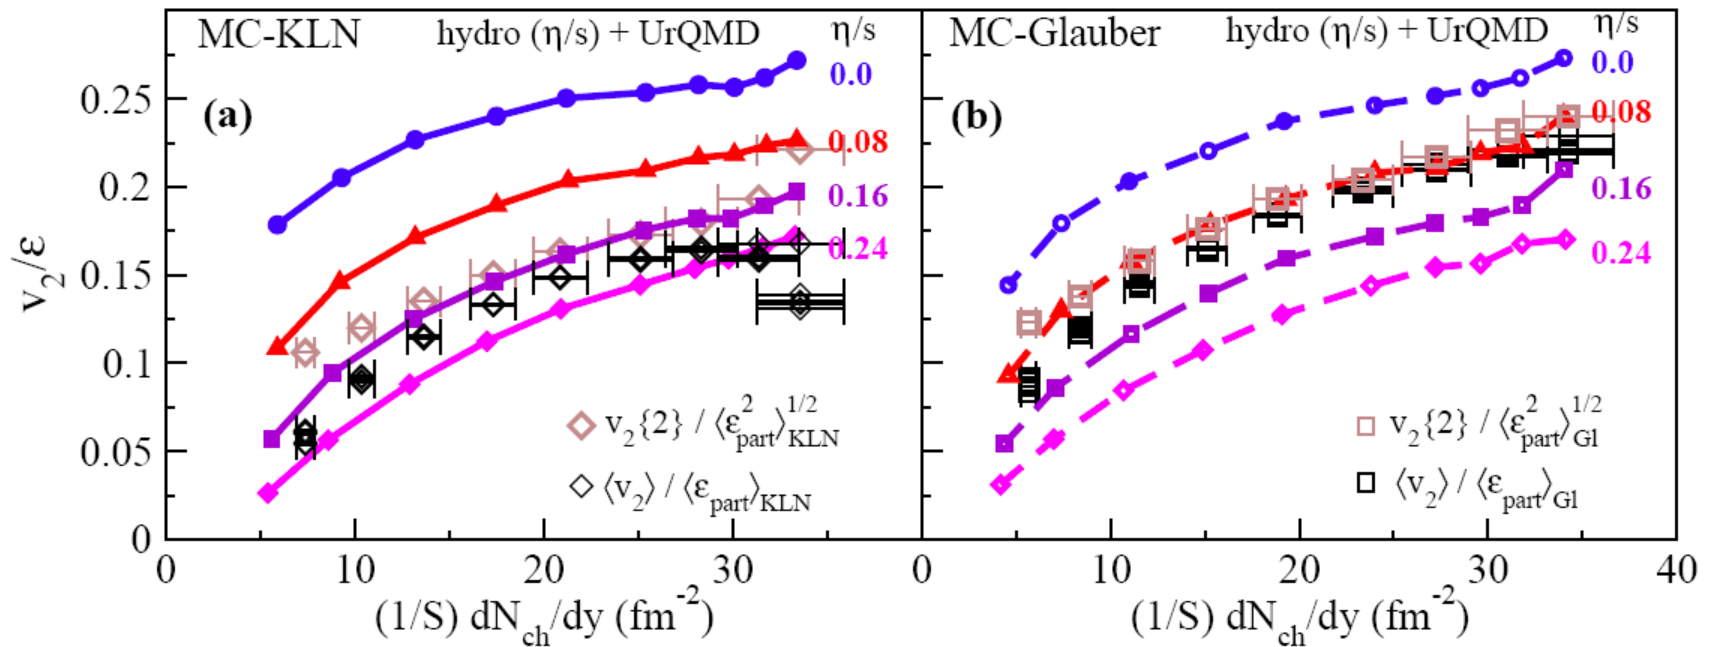 MC-KLN hydro (η/s) + UrQMD η/s
0.0
(a)
0.08
0.16
0.24
v₂{2} / ⟨ε²part⟩^1/2 KLN
⟨v₂⟩ / ⟨εpart⟩KLN
MC-Glauber hydro (η/s) + UrQMD η/s
0.0
(b)
0.08
0.16
0.24
v₂{2} / ⟨ε²part⟩^1/2 Gl
⟨v₂⟩ / ⟨εpart⟩Gl
v₂/ε
0.25
0.2
0.15
0.1
0.05
0
0 10 20 30 0 10 20 30 40
(1/S) dNch/dy (fm⁻²) (1/S) dNch/dy (fm⁻²)